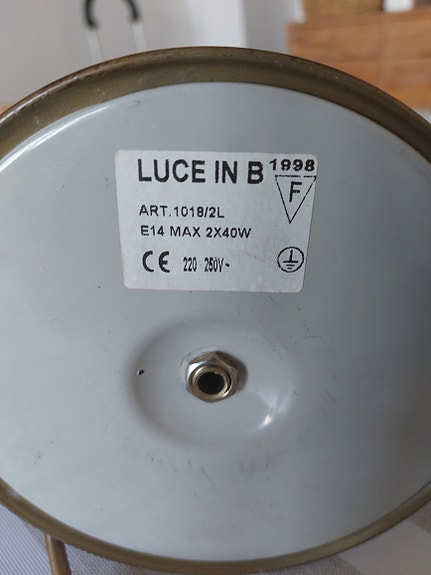 LUCE IN B 1998
F
ART.1018/2L
E14 MAX 2X40W
CE 220 250V~